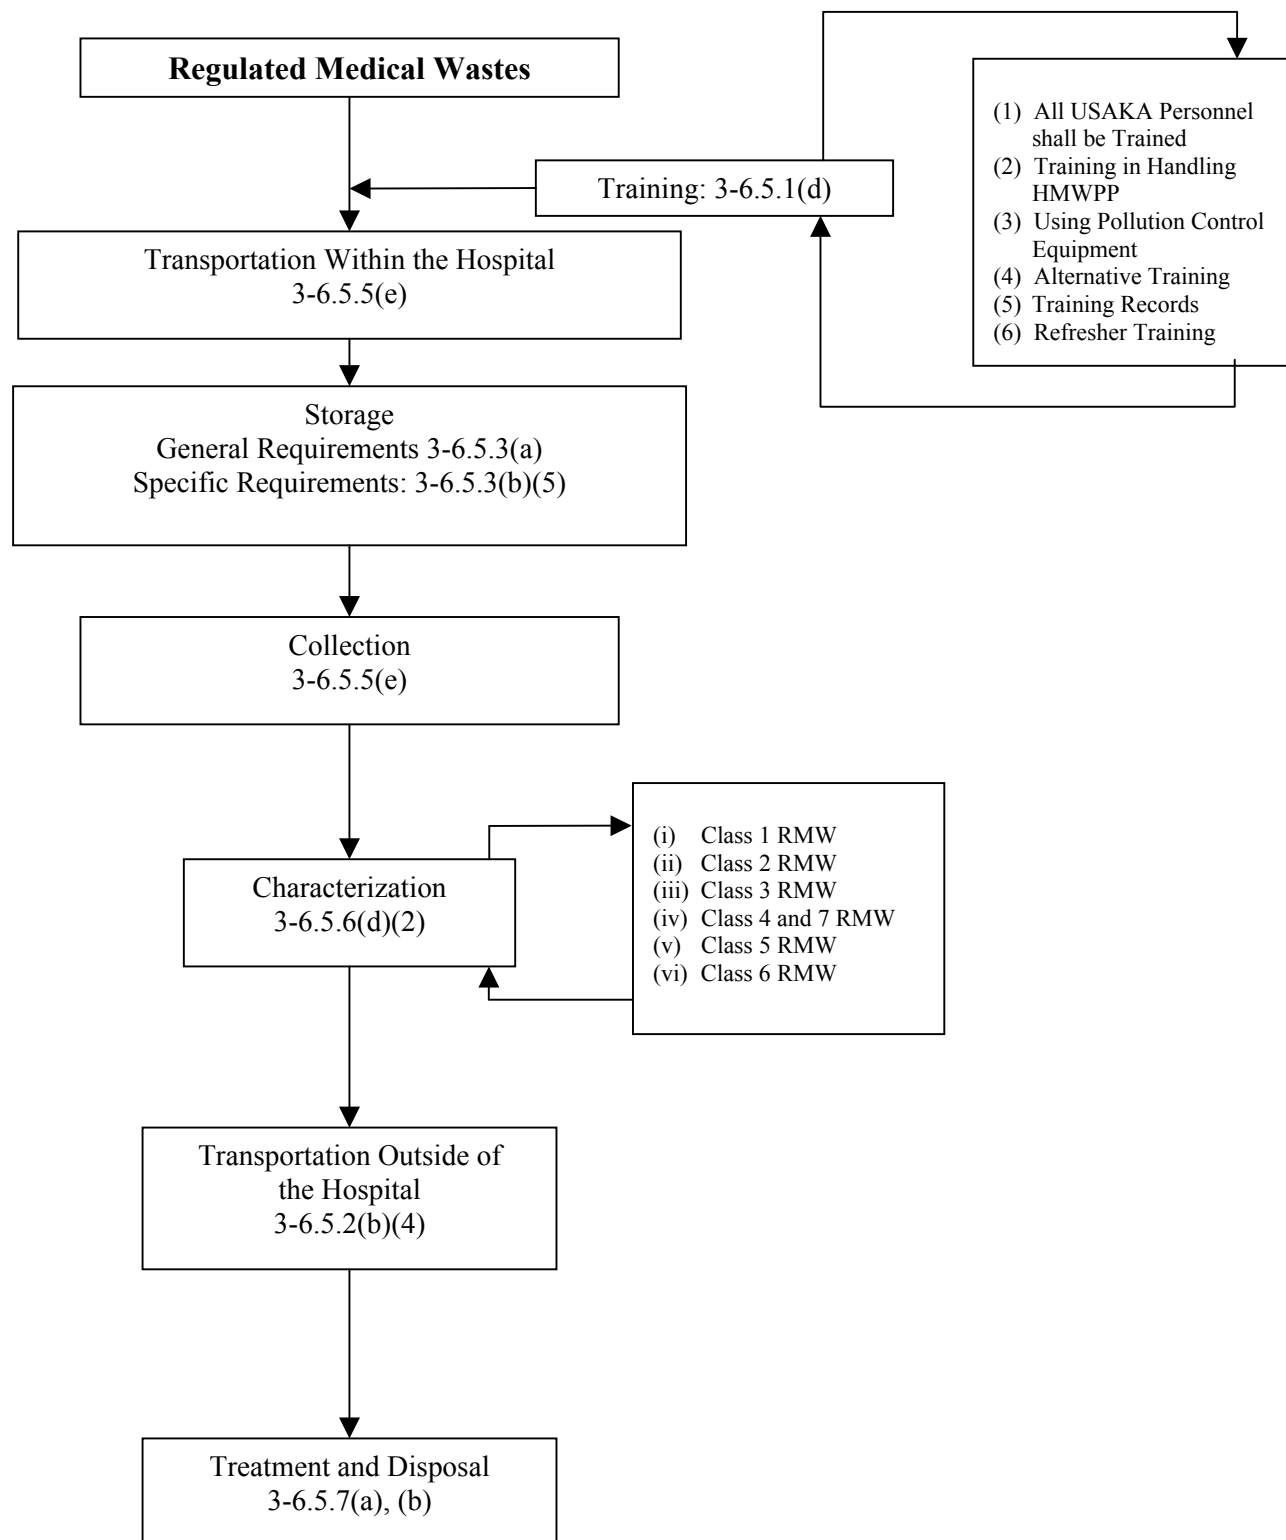 Regulated Medical Wastes
Training: 3-6.5.1(d)
(1) All USAKA Personnel
shall be Trained
(2) Training in Handling
HMWPP
(3) Using Pollution Control
Equipment
(4) Alternative Training
(5) Training Records
(6) Refresher Training
Transportation Within the Hospital
3-6.5.5(e)
Storage
General Requirements 3-6.5.3(a)
Specific Requirements: 3-6.5.3(b)(5)
Collection
3-6.5.5(e)
Characterization
3-6.5.6(d)(2)
(i) Class 1 RMW
(ii) Class 2 RMW
(iii) Class 3 RMW
(iv) Class 4 and 7 RMW
(v) Class 5 RMW
(vi) Class 6 RMW
Transportation Outside of
the Hospital
3-6.5.2(b)(4)
Treatment and Disposal
3-6.5.7(a), (b)